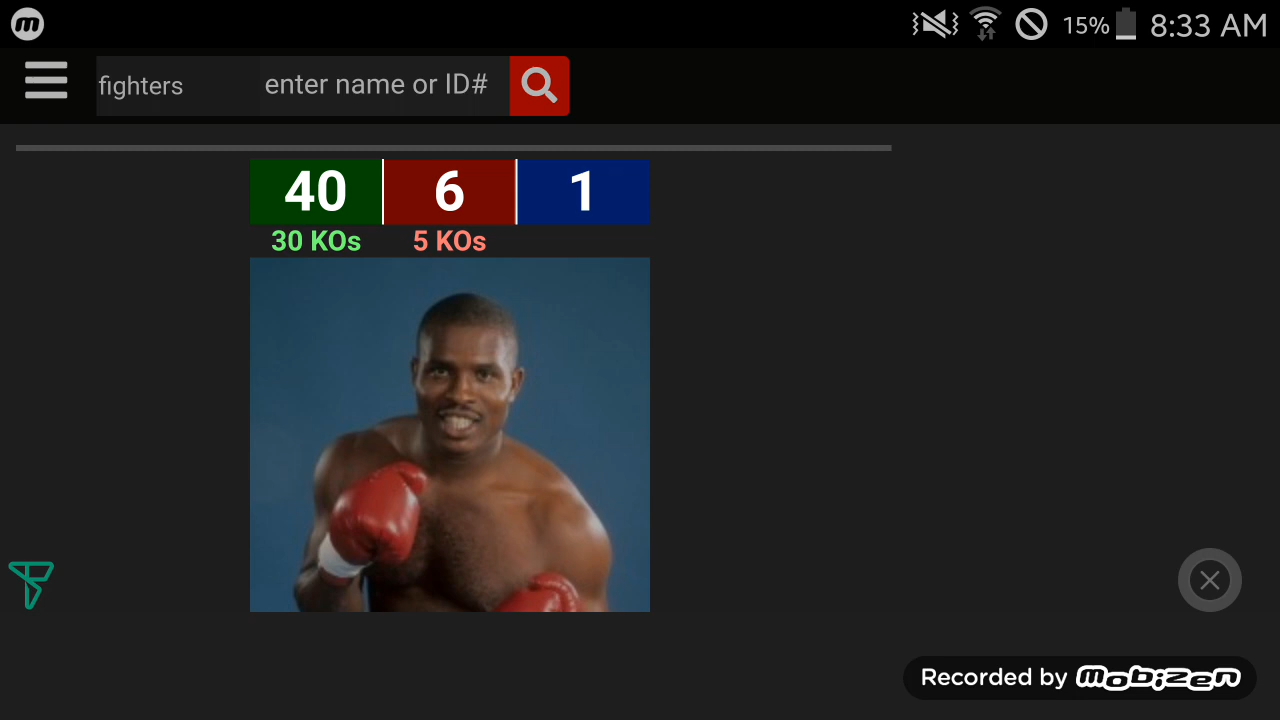 m 15% 8:33 AM
fighters enter name or ID#
40 6 1
30 KOs 5 KOs
Recorded by mobizen